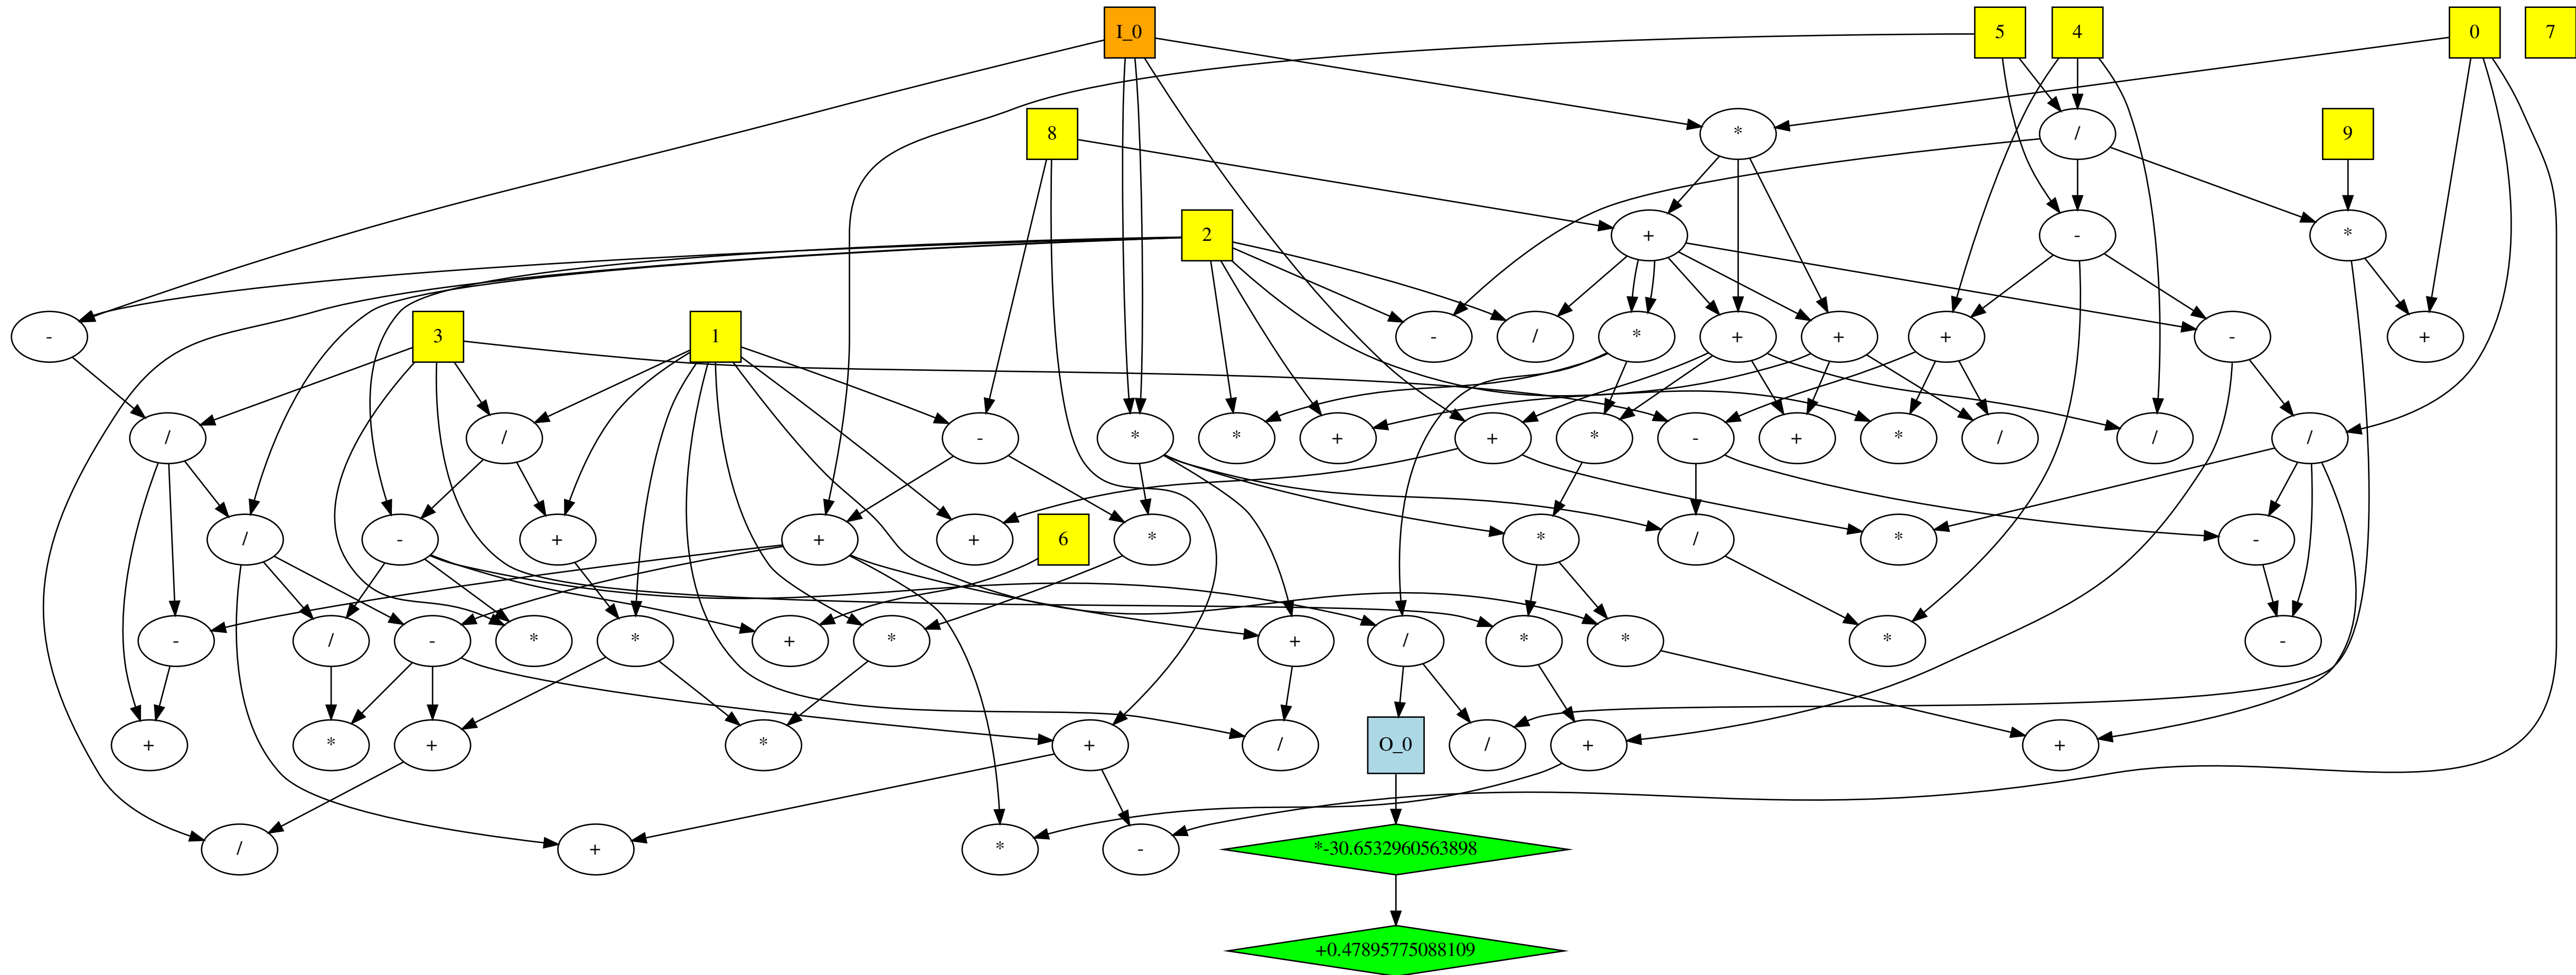 I_0 5 4 0 7
8 * / 9
2 + - *
- 3 1 - / * + + + - +
/ / - * * + + * - + * / / /
/ - + + + 6 * * / * -
- / - * * + * + / * * * -
+ * + * + / O_0 / + +
/ + * - *-30.6532960563898
+0.47895775088109